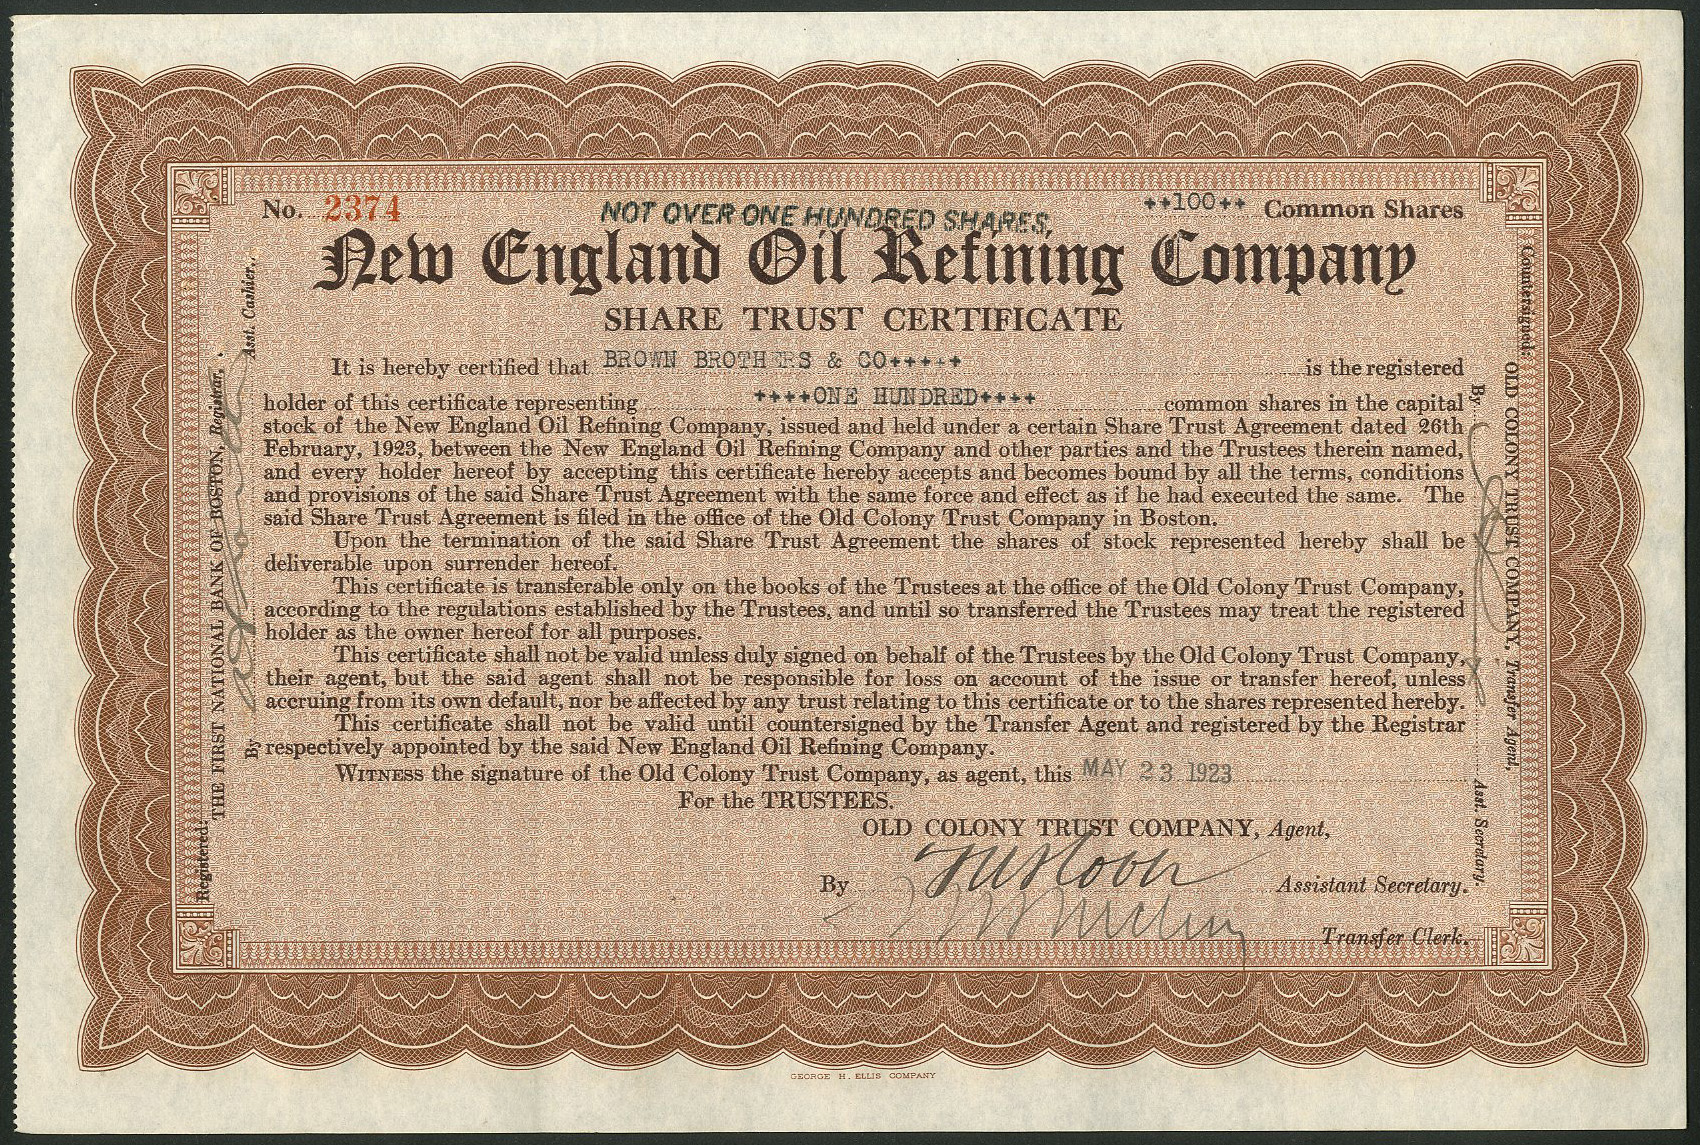 No. 2374
NOT OVER ONE HUNDRED SHARES,
++100++ Common Shares
New England Oil Refining Company
SHARE TRUST CERTIFICATE
It is hereby certified that BROWN BROTHERS & CO+++++ is the registered
holder of this certificate representing ++++ONE HUNDRED++++ common shares in the capital
stock of the New England Oil Refining Company, issued and held under a certain Share Trust Agreement dated 26th
February, 1923, between the New England Oil Refining Company and other parties and the Trustees therein named,
and every holder hereof by accepting this certificate hereby accepts and becomes bound by all the terms, conditions
and provisions of the said Share Trust Agreement with the same force and effect as if he had executed the same. The
said Share Trust Agreement is filed in the office of the Old Colony Trust Company in Boston.
Upon the termination of the said Share Trust Agreement the shares of stock represented hereby shall be
deliverable upon surrender hereof.
This certificate is transferable only on the books of the Trustees at the office of the Old Colony Trust Company,
according to the regulations established by the Trustees, and until so transferred the Trustees may treat the registered
holder as the owner hereof for all purposes.
This certificate shall not be valid unless duly signed on behalf of the Trustees by the Old Colony Trust Company,
their agent, but the said agent shall not be responsible for loss on account of the issue or transfer hereof, unless
accruing from its own default, nor be affected by any trust relating to this certificate or to the shares represented hereby.
This certificate shall not be valid until countersigned by the Transfer Agent and registered by the Registrar
respectively appointed by the said New England Oil Refining Company.
WITNESS the signature of the Old Colony Trust Company, as agent, this MAY 23 1923
For the TRUSTEES.
OLD COLONY TRUST COMPANY, Agent,
By Assistant Secretary.
Transfer Clerk.
Registered:
THE FIRST NATIONAL BANK OF BOSTON, Registrar,
By Asst. Cashier.
Countersigned:
OLD COLONY TRUST COMPANY, Transfer Agent,
By Asst. Secretary.
GEORGE H. ELLIS COMPANY